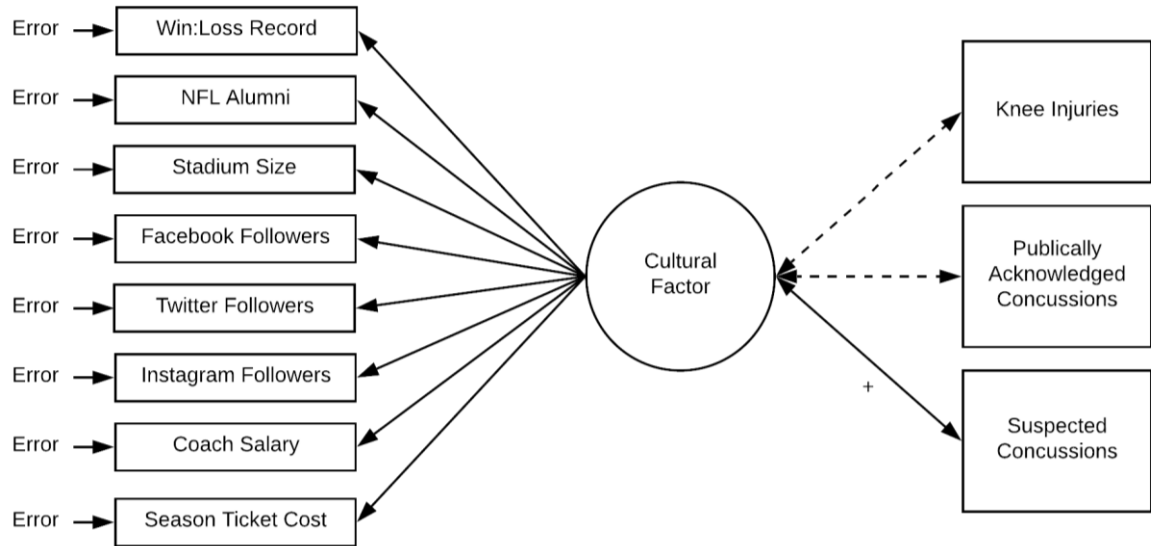 Error
Win:Loss Record
Error
NFL Alumni
Error
Stadium Size
Error
Facebook Followers
Error
Twitter Followers
Error
Instagram Followers
Error
Coach Salary
Error
Season Ticket Cost
Cultural
Factor
+
Knee Injuries
Publically
Acknowledged
Concussions
Suspected
Concussions